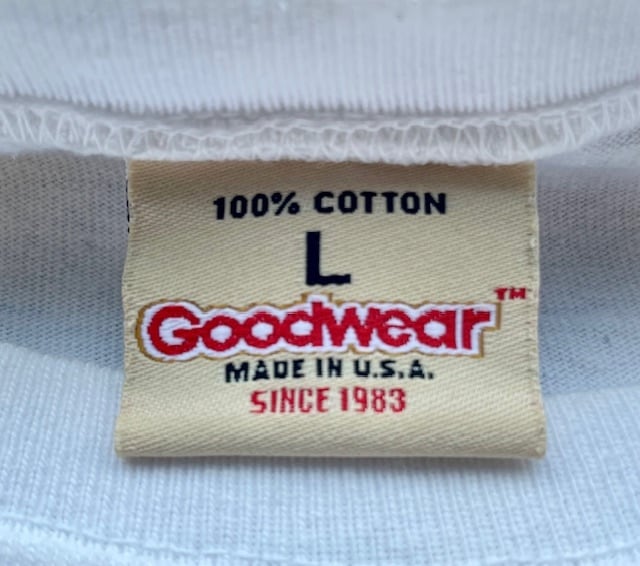 100% COTTON
L
Goodwear™
MADE IN U.S.A.
SINCE 1983